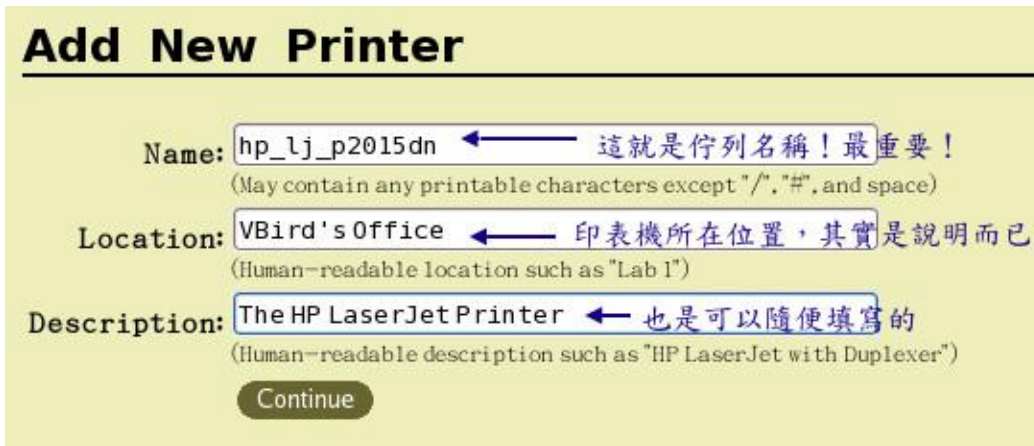 Add New Printer
Name: hp_lj_p2015dn 這就是佇列名稱！最重要！
(May contain any printable characters except "/", "#", and space)
Location: VBird's Office 印表機所在位置，其實是說明而已
(Human-readable location such as "Lab 1")
Description: The HP LaserJet Printer 也是可以隨便填寫的
(Human-readable description such as "HP LaserJet with Duplexer")
Continue